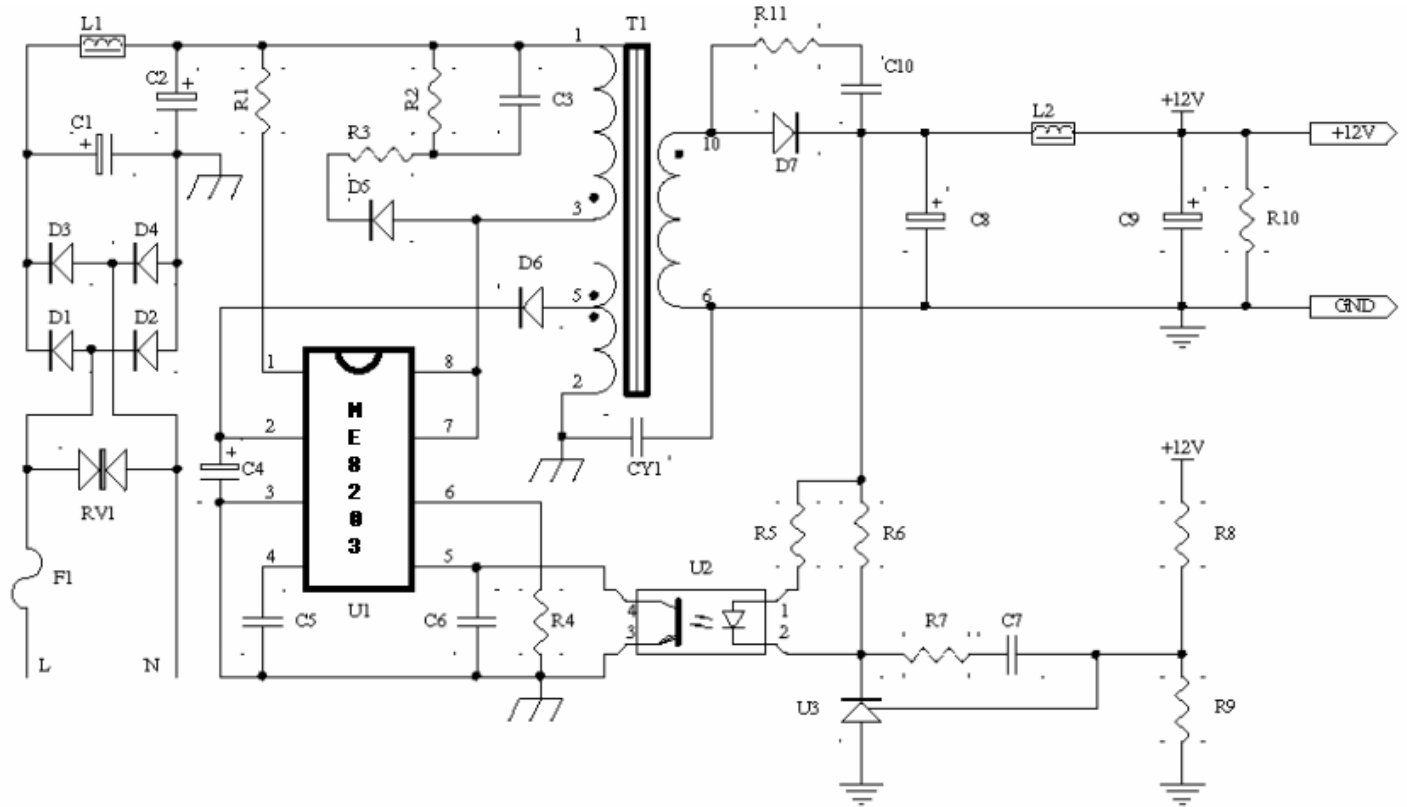 L1
T1
R11
1
C2
+
R1
R2
C3
C10
C1
+
R3
+12V
L2
10
D7
+12V
D5
3
+
C8
+
C9
R10
D3
D4
D6
5
6
GND
D1
D2
1
8
2
2
7
+12V
+
C4
CY1
ME8203
RV1
3
6
R5
R6
R8
4
5
U2
F1
U1
C5
C6
R4
4
3
1
2
R7
C7
L
N
U3
R9